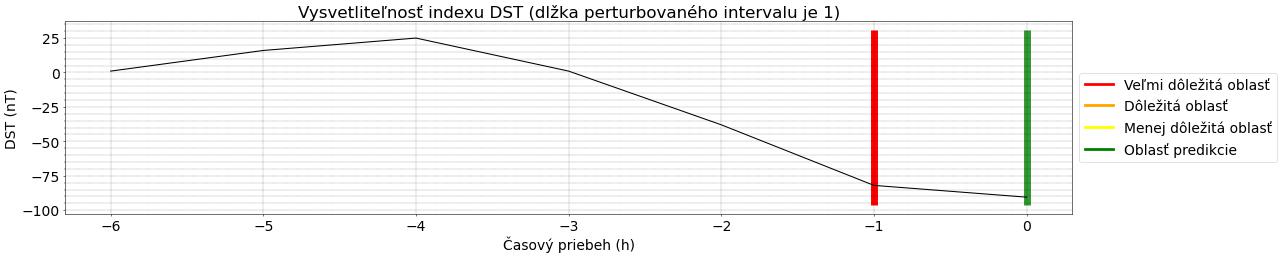 Vysvetliteľnosť indexu DST (dĺžka perturbovaného intervalu je 1)
25
0
−25
−50
−75
−100
DST (nT)
−6 −5 −4 −3 −2 −1 0
Časový priebeh (h)
Veľmi dôležitá oblasť
Dôležitá oblasť
Menej dôležitá oblasť
Oblasť predikcie